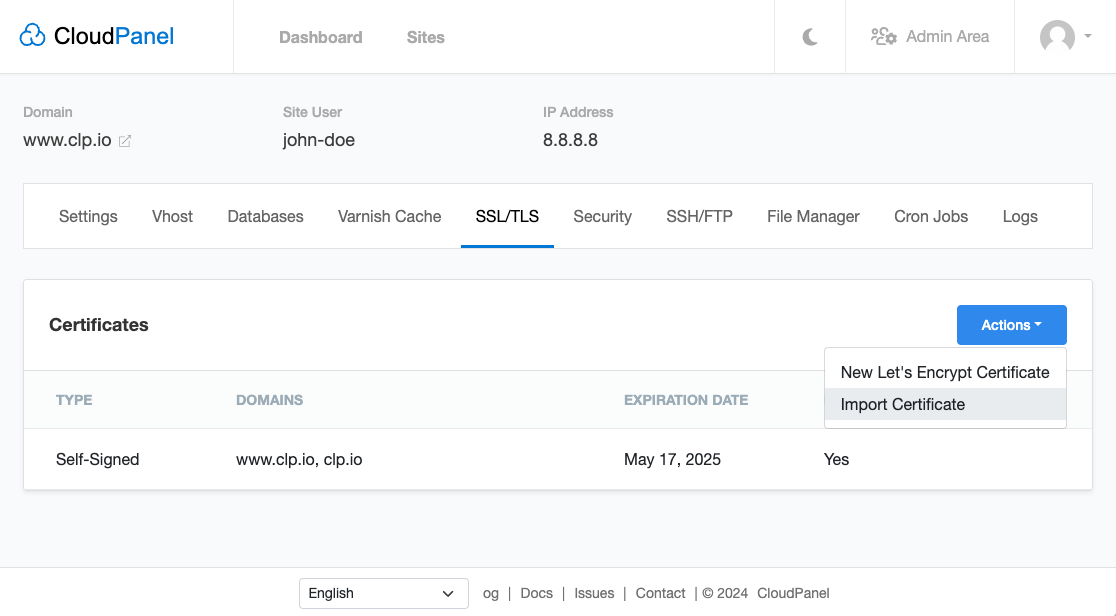 CloudPanel Dashboard Sites Admin Area
Domain Site User IP Address
www.clp.io john-doe 8.8.8.8
Settings Vhost Databases Varnish Cache SSL/TLS Security SSH/FTP File Manager Cron Jobs Logs
Certificates Actions
New Let's Encrypt Certificate
Import Certificate
TYPE DOMAINS EXPIRATION DATE
Self-Signed www.clp.io, clp.io May 17, 2025 Yes
English og | Docs | Issues | Contact | © 2024 CloudPanel